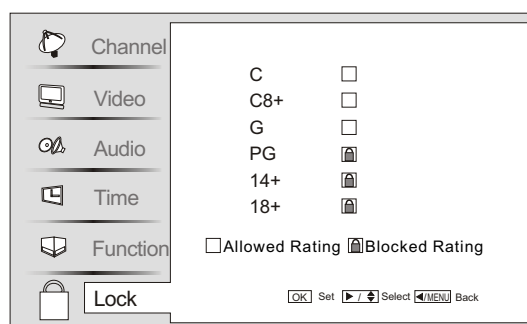 Channel
Video
Audio
Time
Function
Lock
C
C8+
G
PG
14+
18+
Allowed Rating Blocked Rating
OK Set / Select /MENU Back